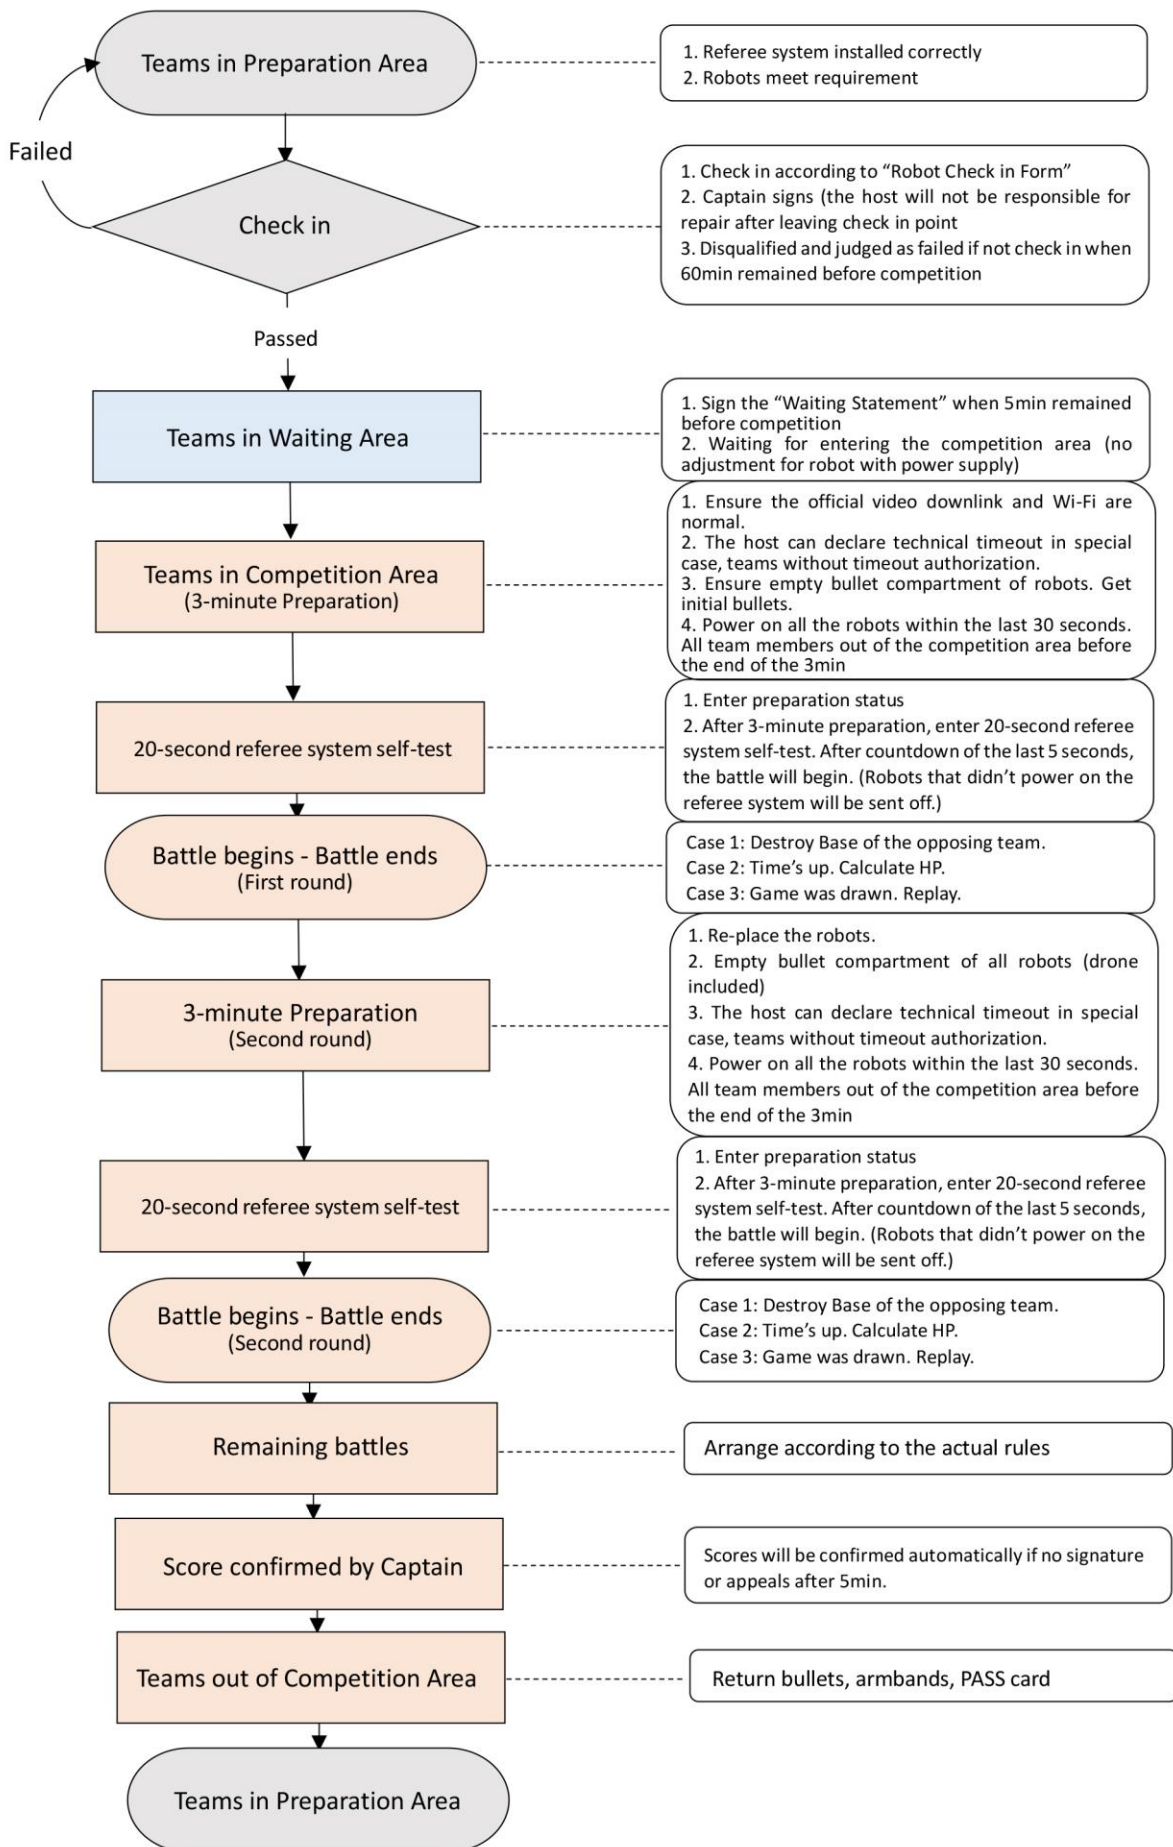 Teams in Preparation Area
1. Referee system installed correctly
2. Robots meet requirement
Failed
Check in
1. Check in according to “Robot Check in Form”
2. Captain signs (the host will not be responsible for
repair after leaving check in point
3. Disqualified and judged as failed if not check in when
60min remained before competition
Passed
Teams in Waiting Area
1. Sign the “Waiting Statement” when 5min remained
before competition
2. Waiting for entering the competition area (no
adjustment for robot with power supply)
Teams in Competition Area
(3-minute Preparation)
1. Ensure the official video downlink and Wi-Fi are
normal.
2. The host can declare technical timeout in special
case, teams without timeout authorization.
3. Ensure empty bullet compartment of robots. Get
initial bullets.
4. Power on all the robots within the last 30 seconds.
All team members out of the competition area before
the end of the 3min
20-second referee system self-test
1. Enter preparation status
2. After 3-minute preparation, enter 20-second referee
system self-test. After countdown of the last 5 seconds,
the battle will begin. (Robots that didn’t power on the
referee system will be sent off.)
Battle begins - Battle ends
(First round)
Case 1: Destroy Base of the opposing team.
Case 2: Time’s up. Calculate HP.
Case 3: Game was drawn. Replay.
3-minute Preparation
(Second round)
1. Re-place the robots.
2. Empty bullet compartment of all robots (drone
included)
3. The host can declare technical timeout in special
case, teams without timeout authorization.
4. Power on all the robots within the last 30 seconds.
All team members out of the competition area before
the end of the 3min
20-second referee system self-test
1. Enter preparation status
2. After 3-minute preparation, enter 20-second referee
system self-test. After countdown of the last 5 seconds,
the battle will begin. (Robots that didn’t power on the
referee system will be sent off.)
Battle begins - Battle ends
(Second round)
Case 1: Destroy Base of the opposing team.
Case 2: Time’s up. Calculate HP.
Case 3: Game was drawn. Replay.
Remaining battles
Arrange according to the actual rules
Score confirmed by Captain
Scores will be confirmed automatically if no signature
or appeals after 5min.
Teams out of Competition Area
Return bullets, armbands, PASS card
Teams in Preparation Area